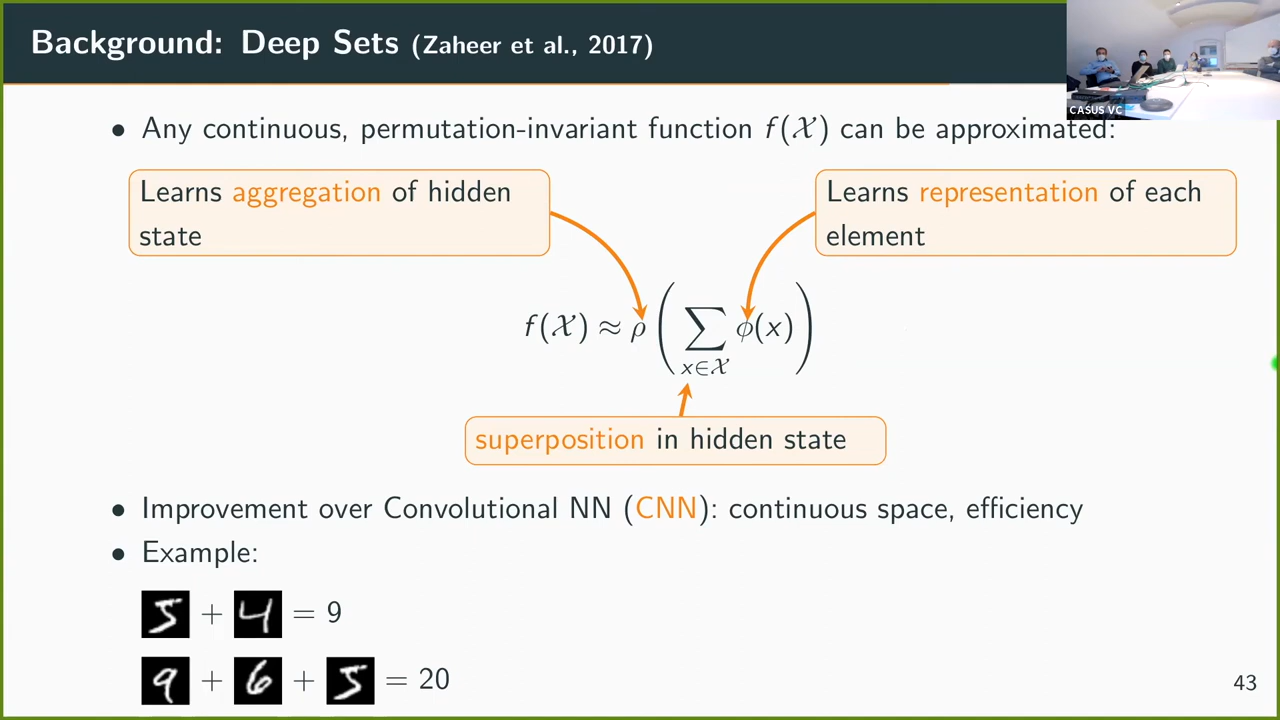 Background: Deep Sets (Zaheer et al., 2017)
CASUS VC
• Any continuous, permutation-invariant function f(𝒳) can be approximated:
Learns aggregation of hidden
state
Learns representation of each
element
f(𝒳) ≈ ρ ( ∑ x∈𝒳 ϕ(x) )
superposition in hidden state
• Improvement over Convolutional NN (CNN): continuous space, efficiency
• Example:
5 + 4 = 9
9 + 6 + 5 = 20
43